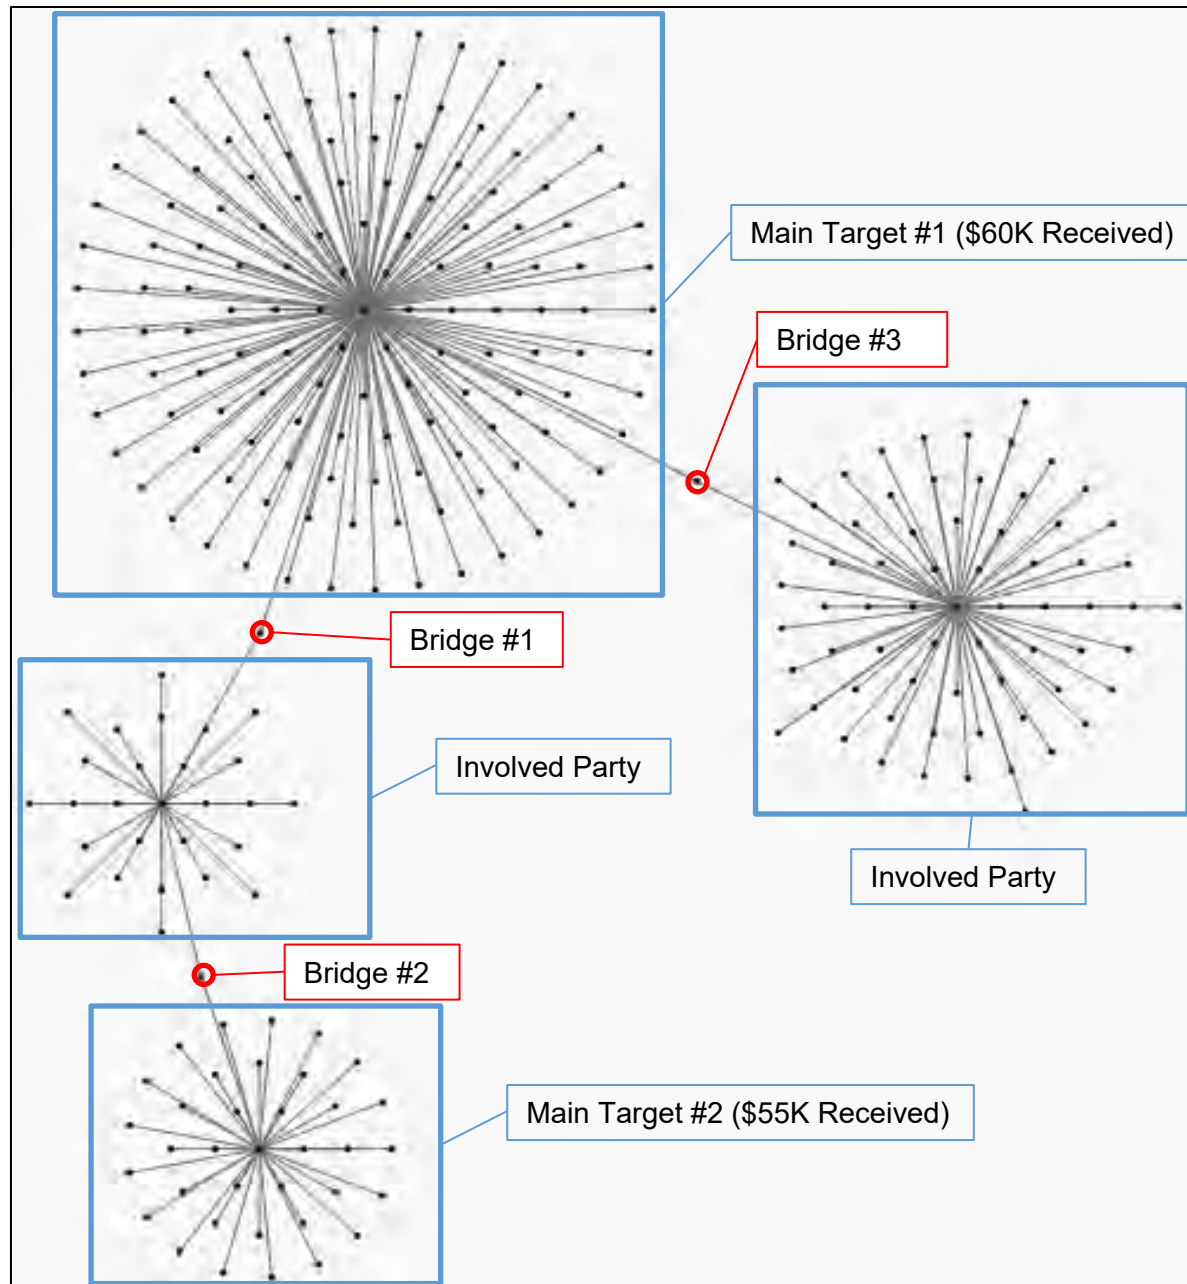 Main Target #1 ($60K Received)
Bridge #3
Bridge #1
Involved Party
Involved Party
Bridge #2
Main Target #2 ($55K Received)